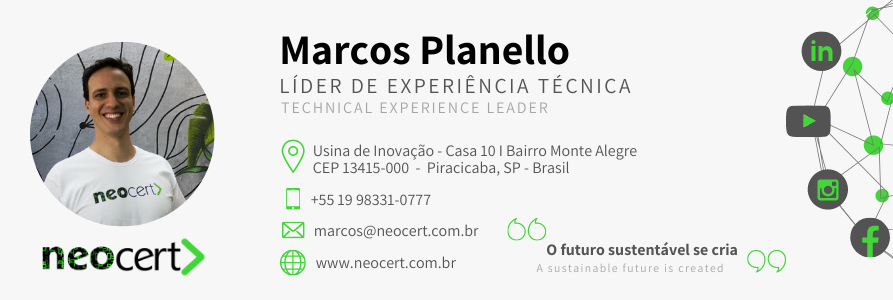 Marcos Planello
LÍDER DE EXPERIÊNCIA TÉCNICA
TECHNICAL EXPERIENCE LEADER
neocert
Usina de Inovação - Casa 10 I Bairro Monte Alegre
CEP 13415-000 - Piracicaba, SP - Brasil
+55 19 98331-0777
marcos@neocert.com.br
www.neocert.com.br
neocert
O futuro sustentável se cria
A sustainable future is created
in
f